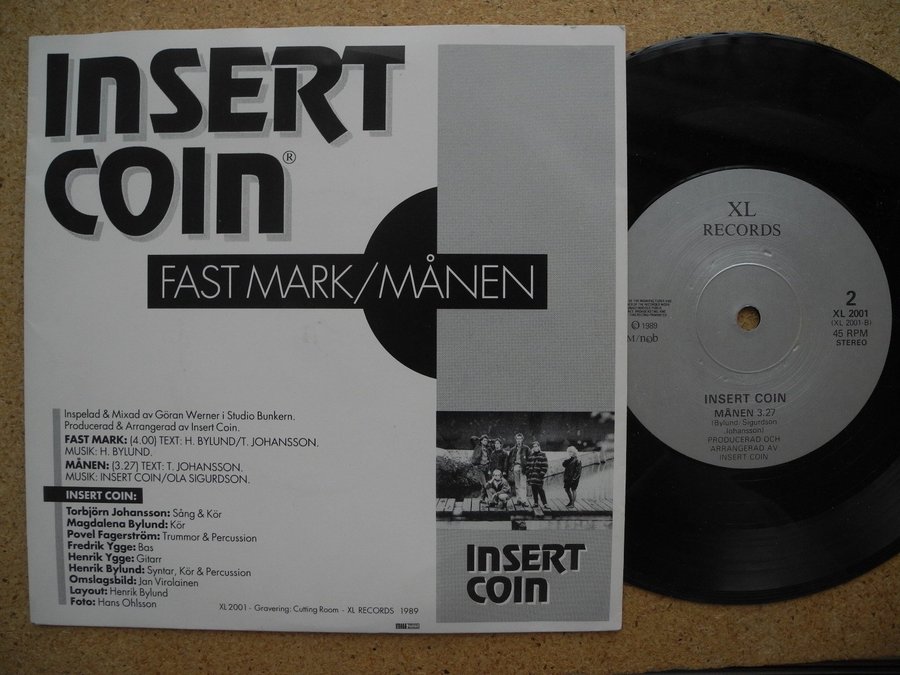 INSERT
COIN®
FAST MARK/MÅNEN
Inspelad & Mixad av Göran Werner i Studio Bunkern.
Producerad & Arrangerad av Insert Coin.
FAST MARK: (4.00) TEXT: H. BYLUND/T. JOHANSSON.
MUSIK: H. BYLUND.
MÅNEN: (3.27) TEXT: T. JOHANSSON.
MUSIK: INSERT COIN/OLA SIGURDSON.
INSERT COIN:
Torbjörn Johansson: Sång & Kör
Magdalena Bylund: Kör
Povel Fagerström: Trummor & Percussion
Fredrik Ygge: Bas
Henrik Ygge: Gitarr
Henrik Bylund: Syntar, Kör & Percussion
Omslagsbild: Jan Virolainen
Layout: Henrik Bylund
Foto: Hans Ohlsson
XL 2001 · Gravering: Cutting Room · XL RECORDS 1989
INSERT
COIN
XL
RECORDS
℗ 1989
M/n©b
2
XL 2001
(XL 2001-B)
45 RPM
STEREO
INSERT COIN
MÅNEN 3.27
(Bylund/Sigurdson
Johansson)
PRODUCERAD OCH
ARRANGERAD AV
INSERT COIN